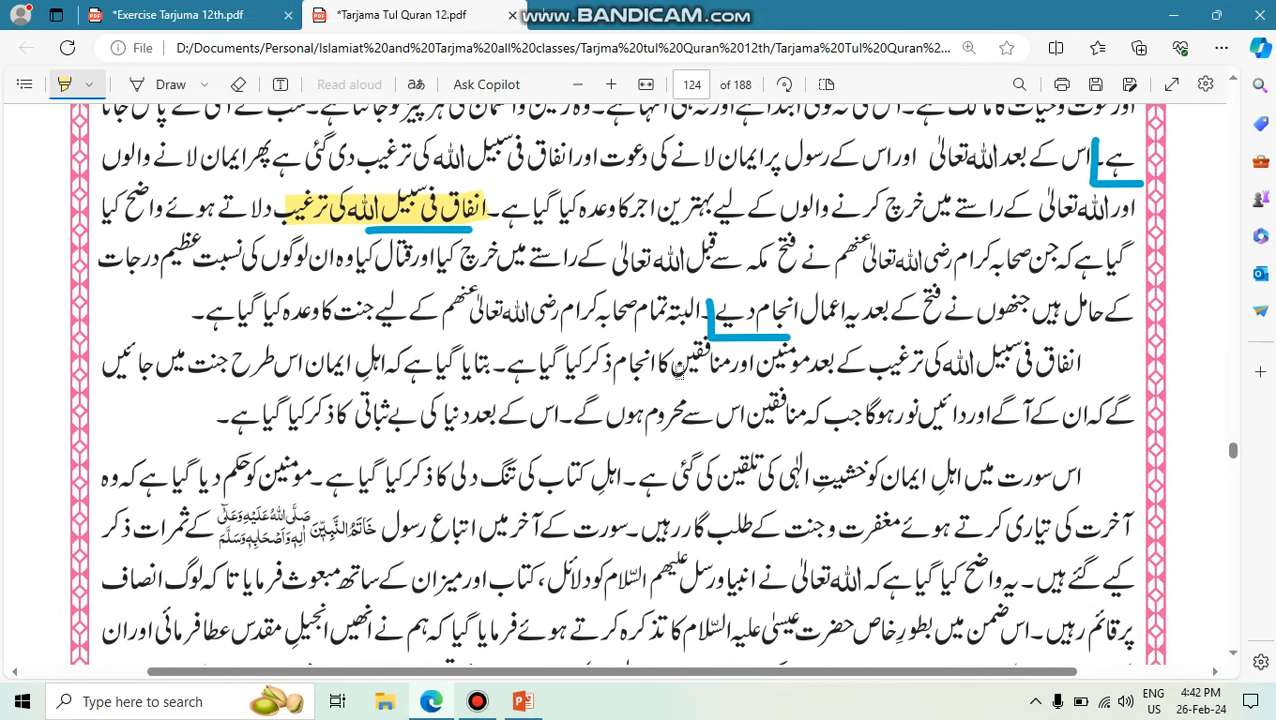 *Exercise Terjuma 12th.pdf
*Tarjama Tul Quran 12.pdf
www.BANDICAM.com
File
D:/Documents/Personal/Islamiat%20and%20Tarjma%20all%20classes/Tarjma%20tul%20Quran%2012th/Tarjama%20Tul%20Quran%2...
Draw
Read aloud
aあ
Ask Copilot
124
of 188
ہے۔ اس کے بعد اللہ تعالیٰ اور اس کے رسول پر ایمان لانے کی دعوت اور انفاق فی سبیل اللہ کی ترغیب دی گئی ہے پھر ایمان لانے والوں
اور اللہ تعالیٰ کے راستے میں خرچ کرنے والوں کے لیے بہترین اجر کا وعدہ کیا گیا ہے۔ انفاق فی سبیل اللہ کی ترغیب دلاتے ہوئے واضح کیا
گیا ہے کہ جن صحابہ کرام رضی اللہ تعالیٰ عنھم نے فتح مکہ سے قبل اللہ تعالیٰ کے راستے میں خرچ کیا اور قتال کیا وہ ان لوگوں کی نسبت عظیم درجات
کے حامل ہیں جنھوں نے فتح کے بعد یہ اعمال انجام دیے۔ البتہ تمام صحابہ کرام رضی اللہ تعالیٰ عنھم کے لیے جنت کا وعدہ کیا گیا ہے۔
انفاق فی سبیل اللہ کی ترغیب کے بعد مومنین اور منافقین کا انجام ذکر کیا گیا ہے۔ بتایا گیا ہے کہ اہلِ ایمان اس طرح جنت میں جائیں
گے کہ ان کے آگے اور دائیں نور ہوگا جب کہ منافقین اس سے محروم ہوں گے۔ اس کے بعد دنیا کی بے ثباتی کا ذکر کیا گیا ہے۔
اس سورت میں اہلِ ایمان کو خشیتِ الٰہی کی تلقین کی گئی ہے۔ اہلِ کتاب کی تنگ دلی کا ذکر کیا گیا ہے۔ مومنین کو حکم دیا گیا ہے کہ وہ
آخرت کی تیاری کرتے ہوئے مغفرت و جنت کے طلب گار رہیں۔ سورت کے آخر میں اتباعِ رسول خَاتَمُ النَّبِیّٖنَ صَلَّی اللہُ عَلَیْہِ وَعَلٰٓی اٰلِہٖ وَاَصْحَابِہٖ وَسَلَّمَ کے ثمرات ذکر
کیے گئے ہیں۔ یہ واضح کیا گیا ہے کہ اللہ تعالیٰ نے انبیا و رسل علیھم السّلام کو دلائل، کتاب اور میزان کے ساتھ مبعوث فرمایا تا کہ لوگ انصاف
پر قائم رہیں۔ اس ضمن میں بطورِ خاص حضرت عیسیٰ علیہ السّلام کا تذکرہ کرتے ہوئے فرمایا گیا کہ ہم نے انھیں انجیلِ مقدس عطا فرمائی اور ان
Type here to search
ENG
US
4:42 PM
26-Feb-24